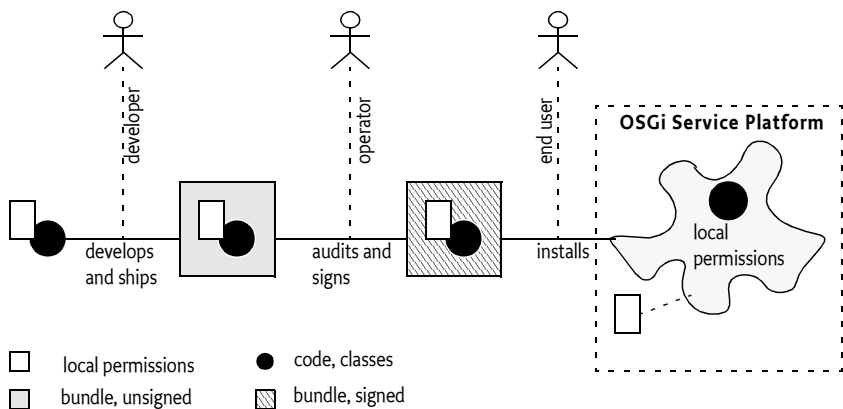 developer
operator
end user
OSGi Service Platform
local
permissions
develops
and ships
audits and
signs
installs
local permissions
code, classes
bundle, unsigned
bundle, signed